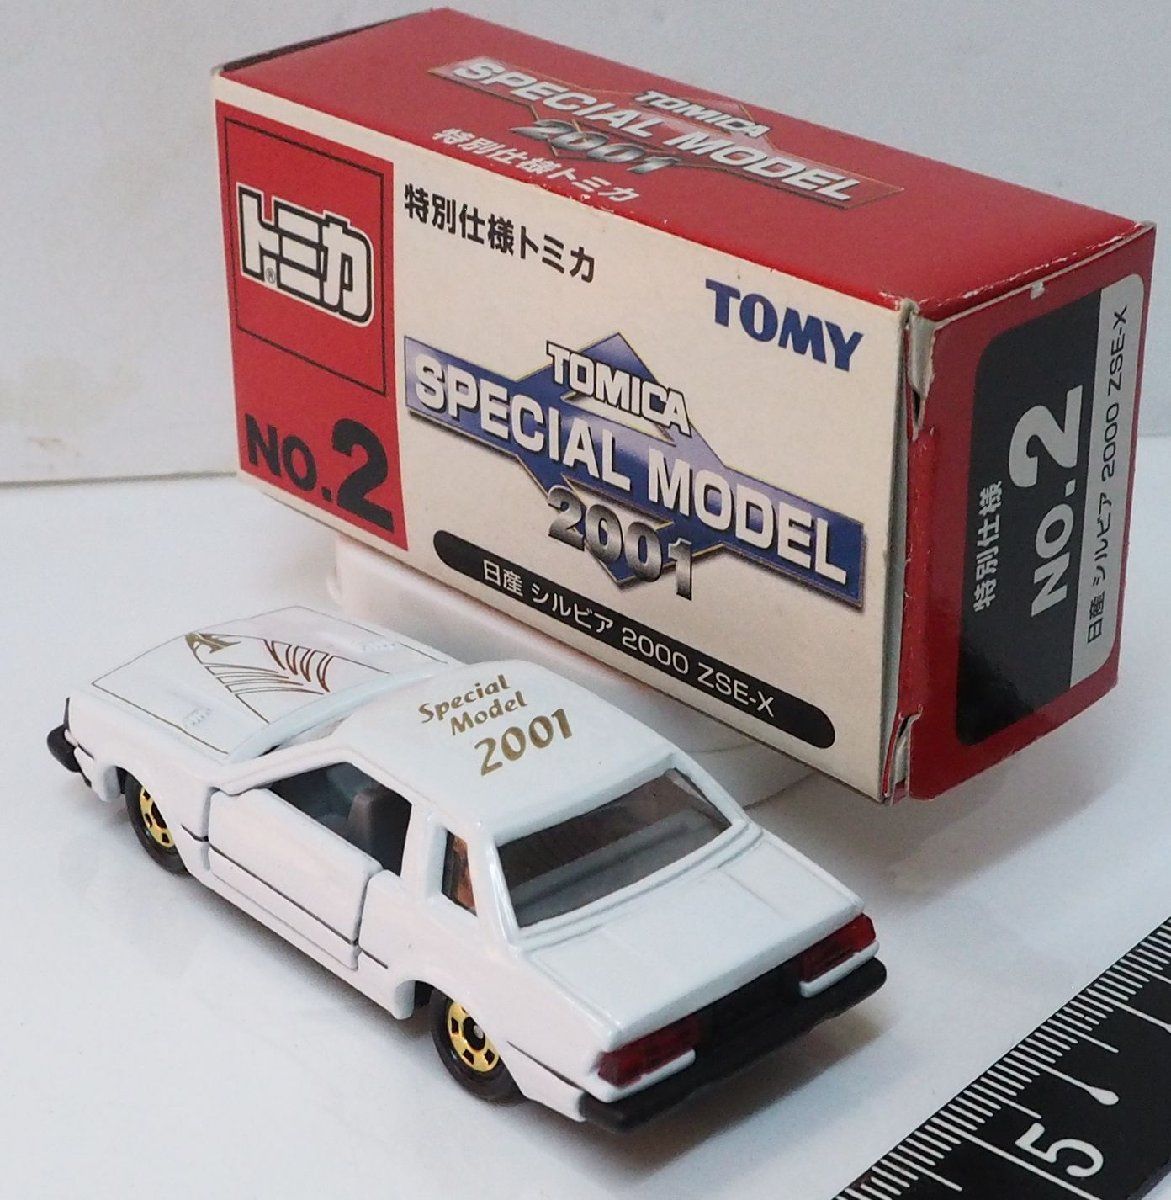 TOMICA
SPECIAL MODEL
2001
特別仕様トミカ
トミカ®
NO.2
特別仕様トミカ
TOMY
TOMICA
SPECIAL MODEL
2001
日産 シルビア 2000 ZSE-X
特別仕様
NO.2
日産 シルビア 2000 ZSE-X
Special
Model
2001
5